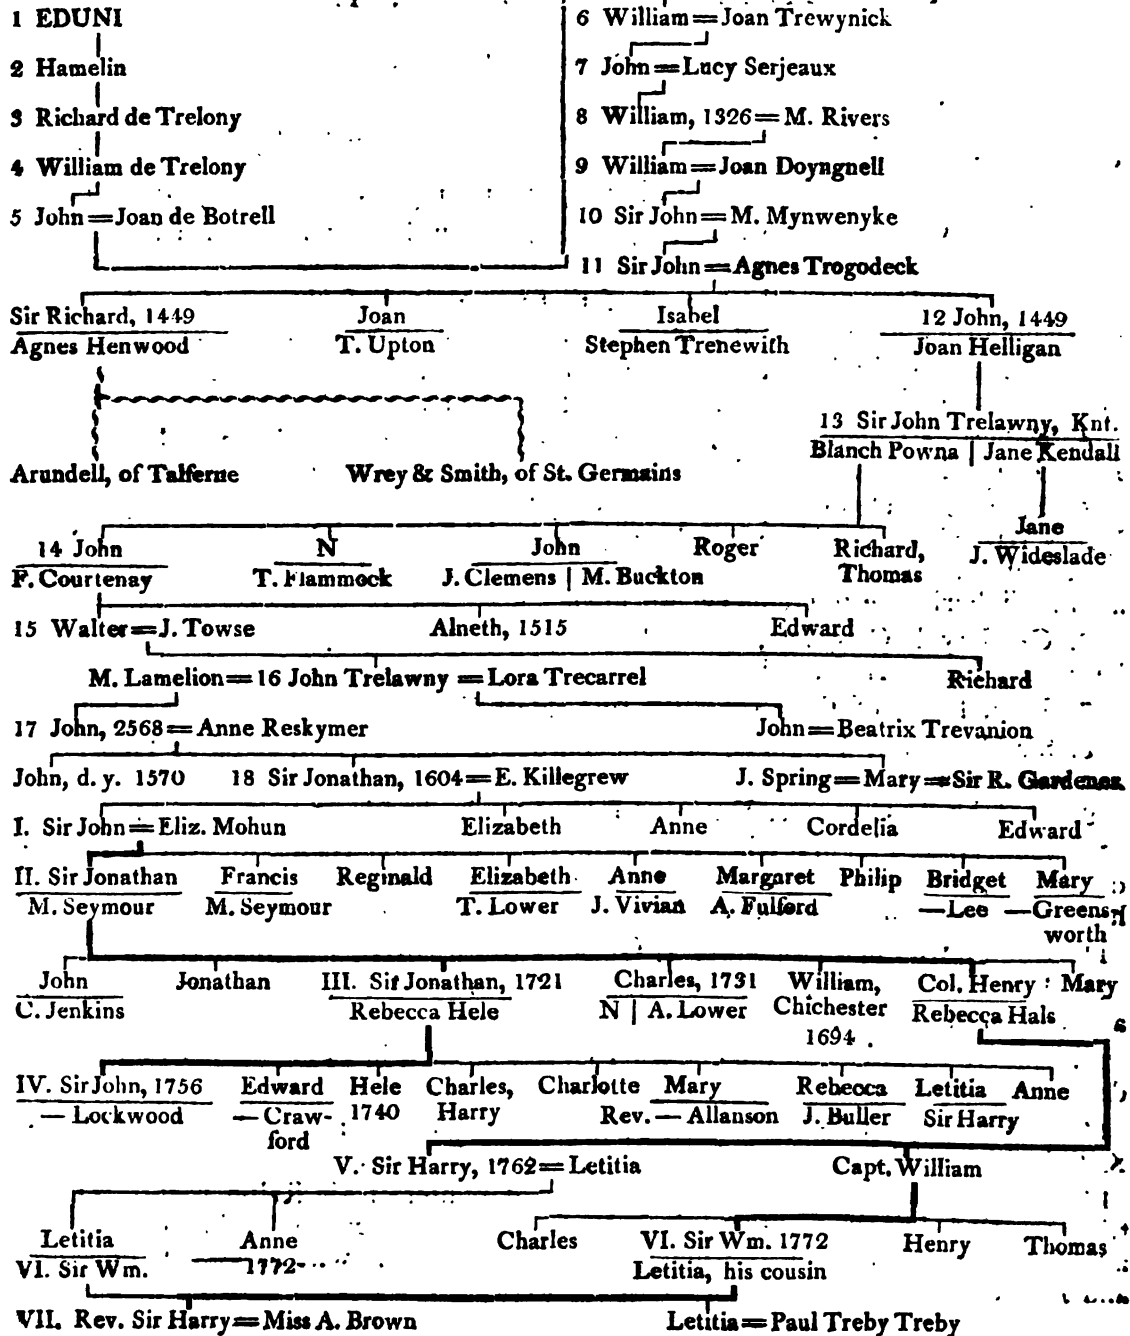 1 EDUNI
2 Hamelin
3 Richard de Trelony
4 William de Trelony
5 John = Joan de Botrell
6 William = Joan Trewynick
7 John = Lucy Serjeaux
8 William, 1326 = M. Rivers
9 William = Joan Doyngnell
10 Sir John = M. Mynwenyke
11 Sir John = Agnes Trogodeck
Sir Richard, 1449 Joan Isabel 12 John, 1449
Agnes Henwood T. Upton Stephen Trenewith Joan Helligan
13 Sir John Trelawny, Knt.
Blanch Powna | Jane Kendall
Arundell, of Talferne Wrey & Smith, of St. Germains
Jane
14 John N John Roger Richard, J. Wideslade
F. Courtenay T. Flammock J. Clemens | M. Buckton Thomas
15 Walter = J. Towse Alneth, 1515 Edward
M. Lamelion = 16 John Trelawny = Lora Trecarrel Richard
17 John, 2568 = Anne Reskymer John = Beatrix Trevanion
John, d. y. 1570 18 Sir Jonathan, 1604 = E. Killegrew J. Spring = Mary = Sir R. Gardener
I. Sir John = Eliz. Mohun Elizabeth Anne Cordelia Edward
II. Sir Jonathan Francis Reginald Elizabeth Anne Margaret Philip Bridget Mary
M. Seymour M. Seymour T. Lower J. Vivian A. Fulford —Lee —Greens-
worth
John Jonathan III. Sir Jonathan, 1721 Charles, 1731 William, Col. Henry Mary
C. Jenkins Rebecca Hele N | A. Lower Chichester Rebecca Hals
1694
IV. Sir John, 1756 Edward Hele Charles, Charlotte Mary Rebecca Letitia Anne
— Lockwood — Craw- 1740 Harry Rev. — Allanson J. Buller Sir Harry
ford
V. Sir Harry, 1762 = Letitia Capt. William
Letitia Anne Charles VI. Sir Wm. 1772 Henry Thomas
VI. Sir Wm. 1772 Letitia, his cousin
VII. Rev. Sir Harry = Miss A. Brown Letitia = Paul Treby Treby